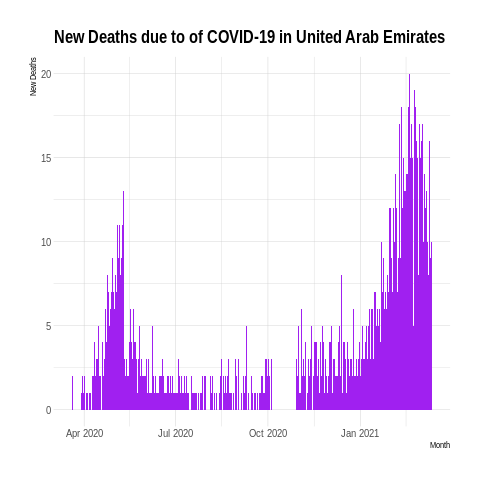 New Deaths due to of COVID-19 in United Arab Emirates
New Deaths
20
15
10
5
0
Apr 2020 Jul 2020 Oct 2020 Jan 2021
Month